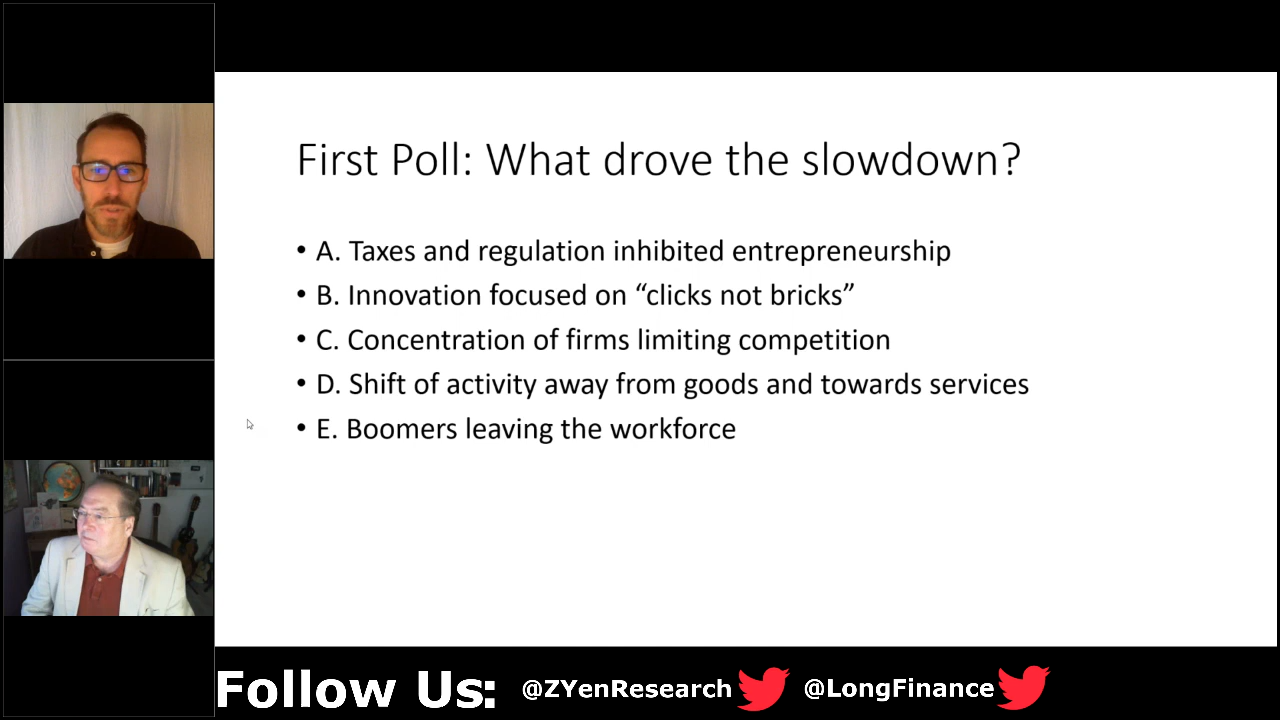 First Poll: What drove the slowdown?
• A. Taxes and regulation inhibited entrepreneurship
• B. Innovation focused on “clicks not bricks”
• C. Concentration of firms limiting competition
• D. Shift of activity away from goods and towards services
• E. Boomers leaving the workforce
Follow Us: @ZYenResearch @LongFinance